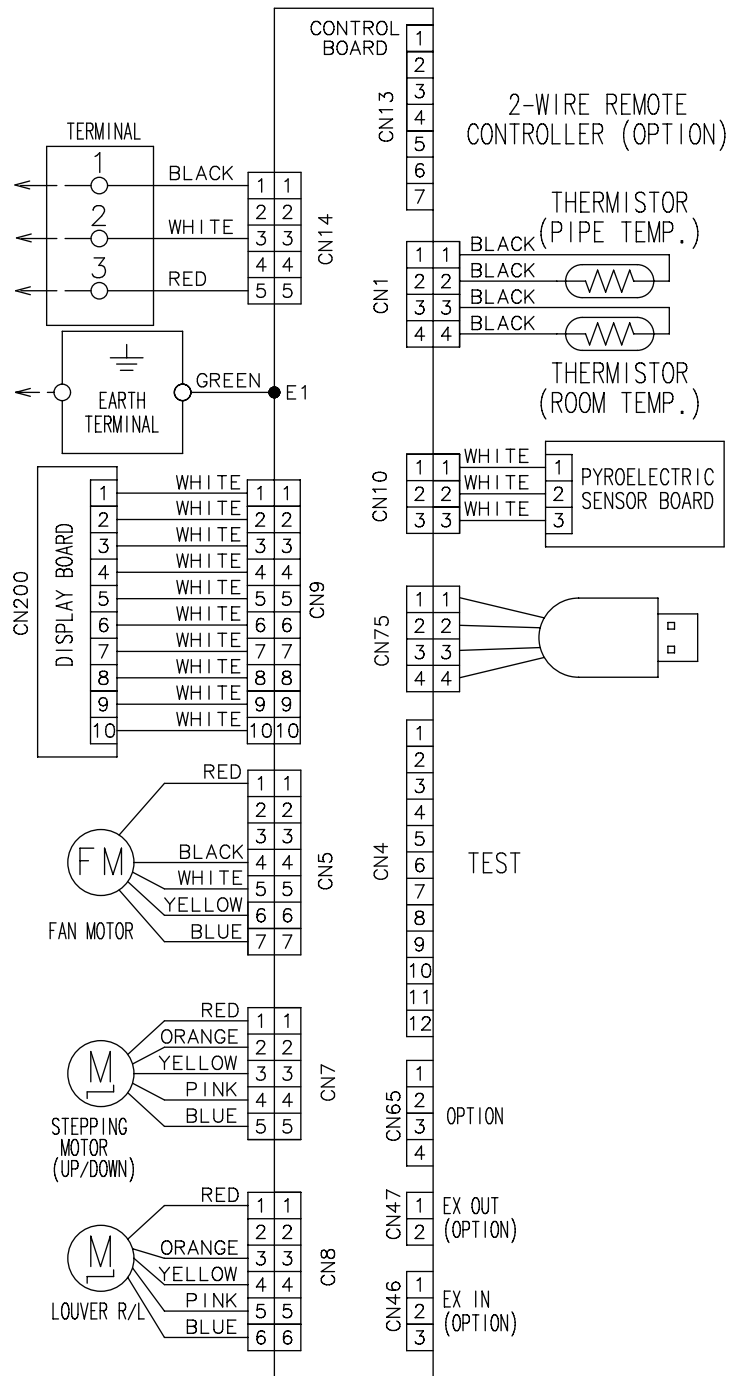 CONTROL
BOARD
CN13
1
2
3
4
5
6
7
2-WIRE REMOTE
CONTROLLER (OPTION)
TERMINAL
1 BLACK 1 1
2 2
2 WHITE 3 3
4 4
3 RED 5 5
CN14
EARTH
TERMINAL
GREEN E1
THERMISTOR
(PIPE TEMP.)
CN1
1 1 BLACK
2 2 BLACK
3 3 BLACK
4 4 BLACK
THERMISTOR
(ROOM TEMP.)
CN10
1 1 WHITE 1
2 2 WHITE 2
3 3 WHITE 3
PYROELECTRIC
SENSOR BOARD
CN200
DISPLAY BOARD
1 WHITE 1 1
2 WHITE 2 2
3 WHITE 3 3
4 WHITE 4 4
5 WHITE 5 5
6 WHITE 6 6
7 WHITE 7 7
8 WHITE 8 8
9 WHITE 9 9
10 WHITE 10 10
CN9
CN75
1 1
2 2
3 3
4 4
FM
FAN MOTOR
RED 1 1
2 2
3 3
BLACK 4 4
WHITE 5 5
YELLOW 6 6
BLUE 7 7
CN5
CN4
1
2
3
4
5
6
7
8
9
10
11
12
TEST
M
STEPPING
MOTOR
(UP/DOWN)
RED 1 1
ORANGE 2 2
YELLOW 3 3
PINK 4 4
BLUE 5 5
CN7
CN65
1
2
3
4
OPTION
M
LOUVER R/L
RED 1 1
2 2
ORANGE 3 3
YELLOW 4 4
PINK 5 5
BLUE 6 6
CN8
CN47
1
2
EX OUT
(OPTION)
CN46
1
2
3
EX IN
(OPTION)